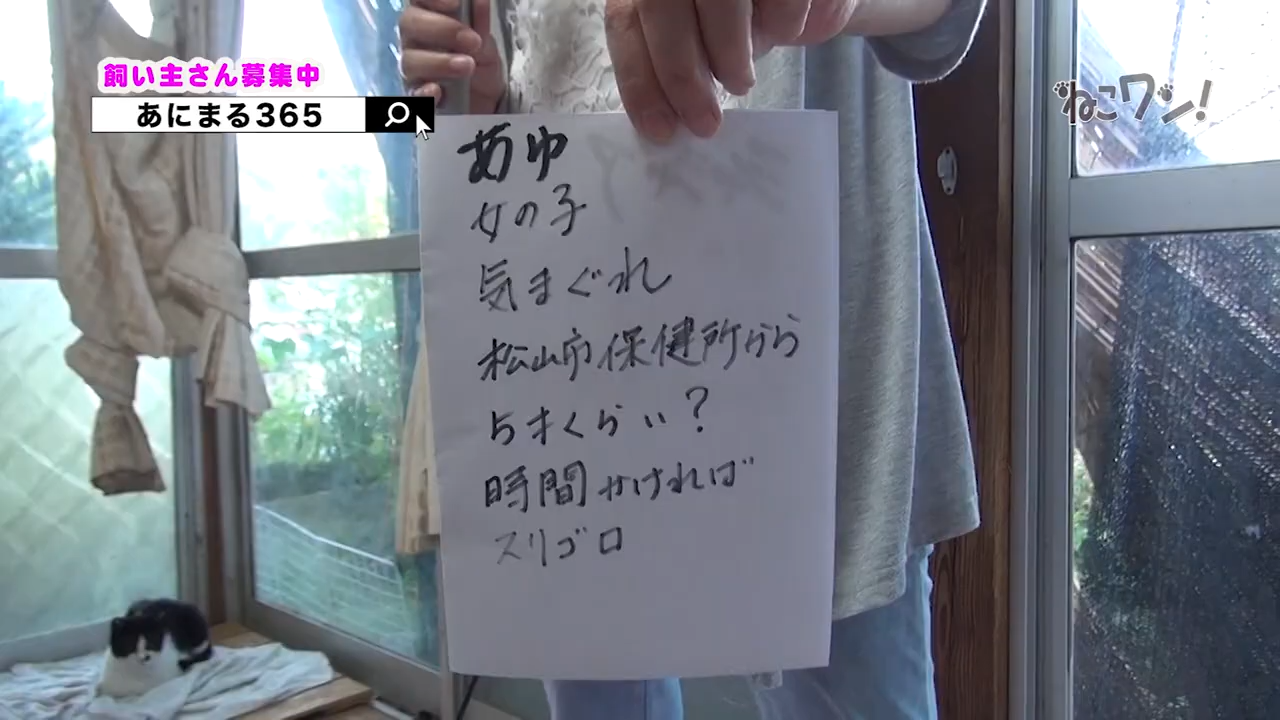 飼い主さん募集中
あにまる365
ねこワン!
あゆ
女の子
気まぐれ
松山市保健所から
5才くらい?
時間かければ
スリゴロ